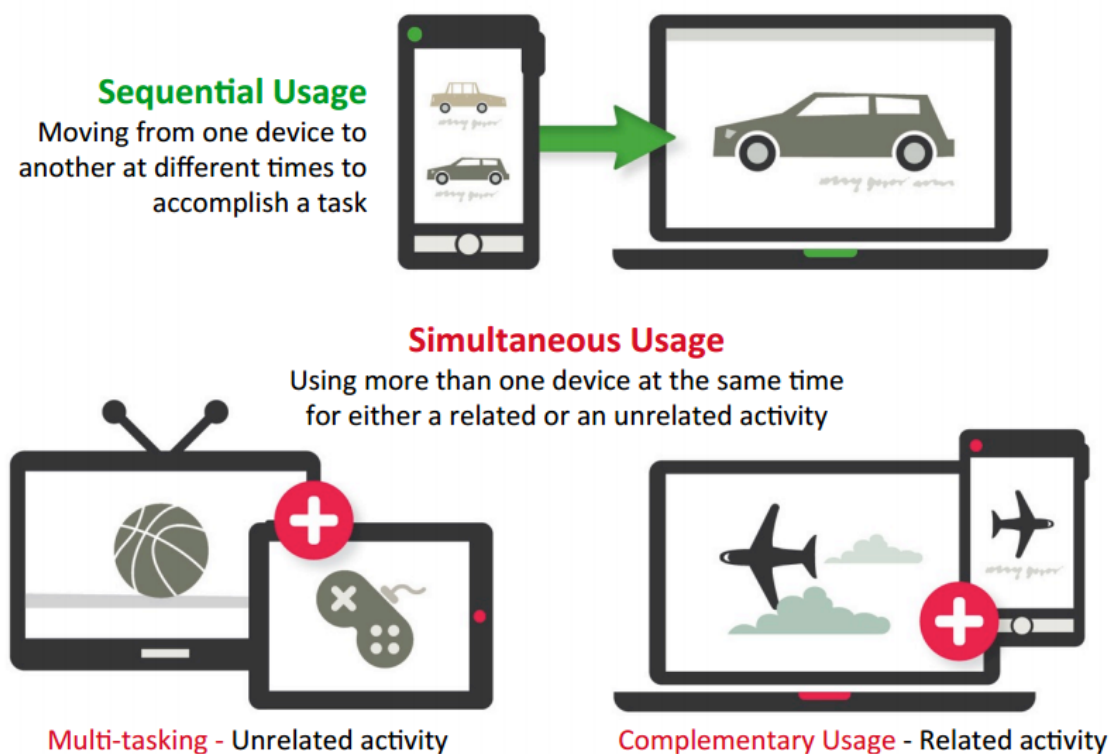 Sequential Usage
Moving from one device to
another at different times to
accomplish a task
Simultaneous Usage
Using more than one device at the same time
for either a related or an unrelated activity
Multi-tasking - Unrelated activity
Complementary Usage - Related activity